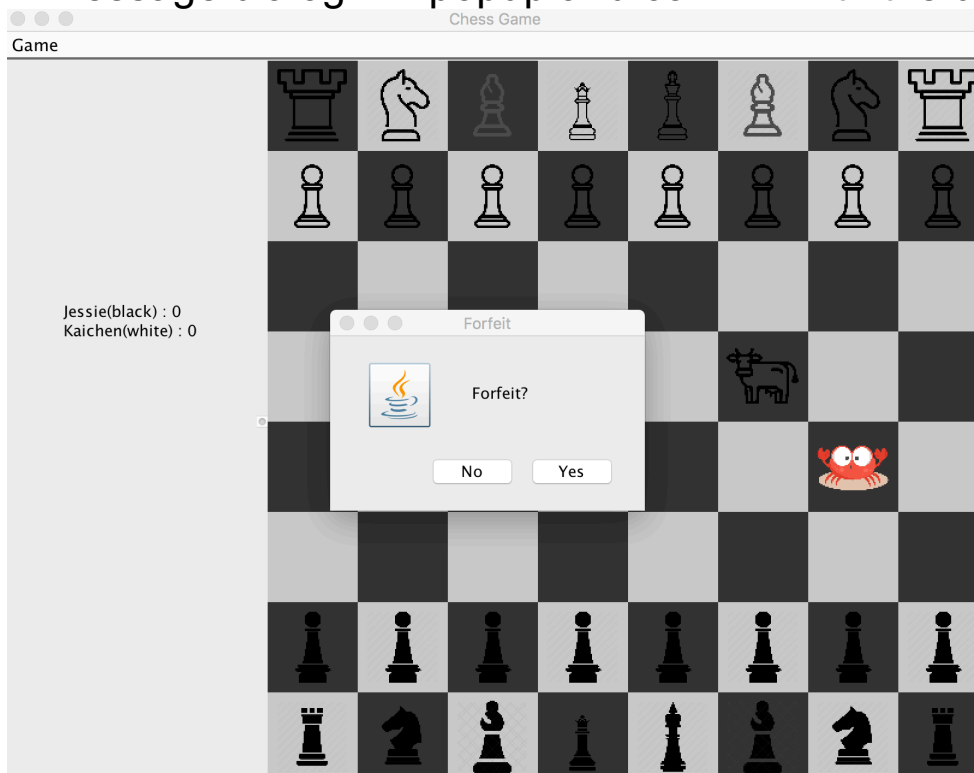 Chess Game
Game
Jessie(black) : 0
Kaichen(white) : 0
Forfeit
Forfeit?
No
Yes